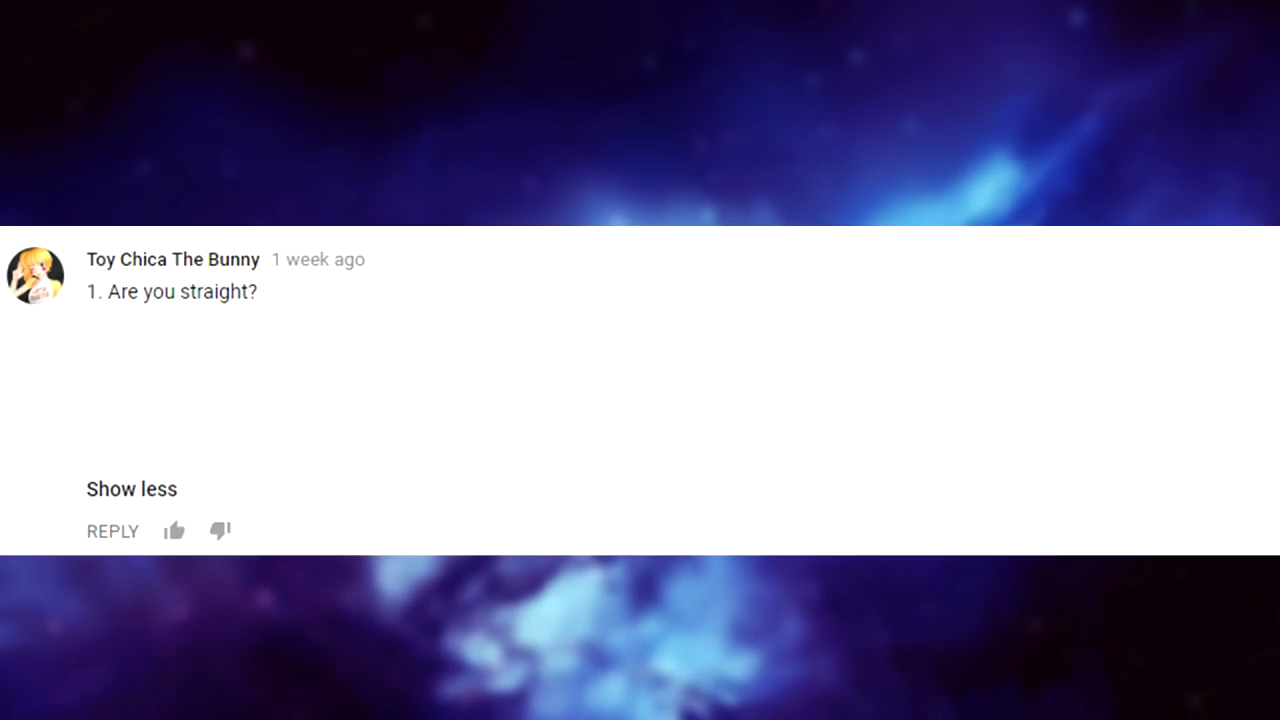 Toy Chica The Bunny 1 week ago
1. Are you straight?
Show less
REPLY